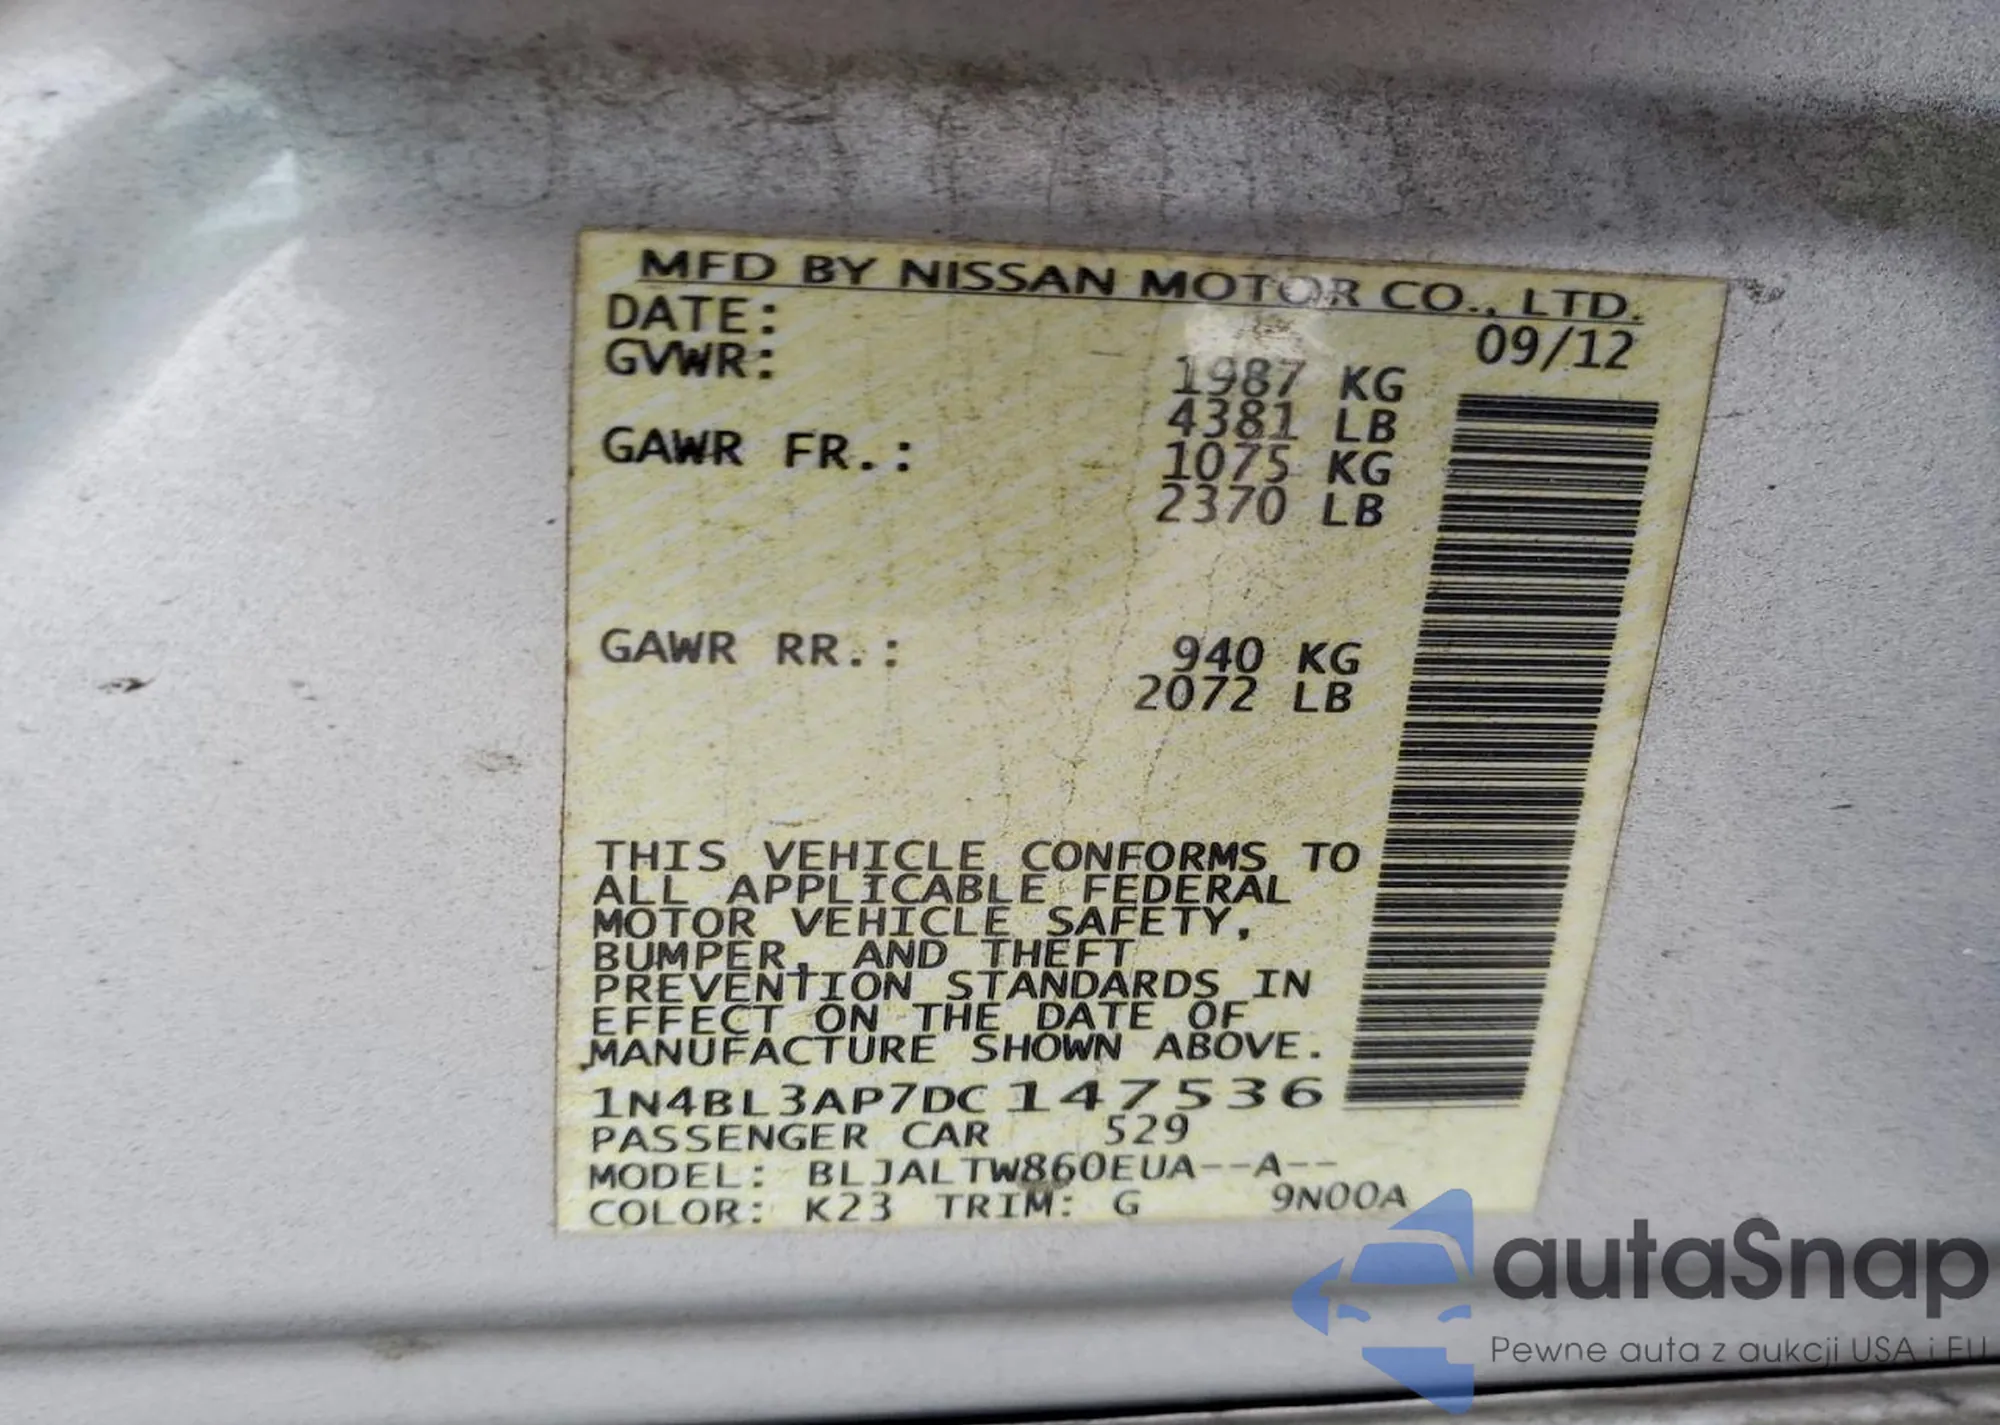 MFD BY NISSAN MOTOR CO., LTD.
DATE: 09/12
GVWR: 1987 KG
4381 LB
GAWR FR.: 1075 KG
2370 LB
GAWR RR.: 940 KG
2072 LB
THIS VEHICLE CONFORMS TO
ALL APPLICABLE FEDERAL
MOTOR VEHICLE SAFETY,
BUMPER, AND THEFT
PREVENTION STANDARDS IN
EFFECT ON THE DATE OF
MANUFACTURE SHOWN ABOVE.
1N4BL3AP7DC147536
PASSENGER CAR 529
MODEL: BLJALTW860EUA--A--
COLOR: K23 TRIM: G 9N00A
autaSnap
Pewne auta z aukcji USA i EU